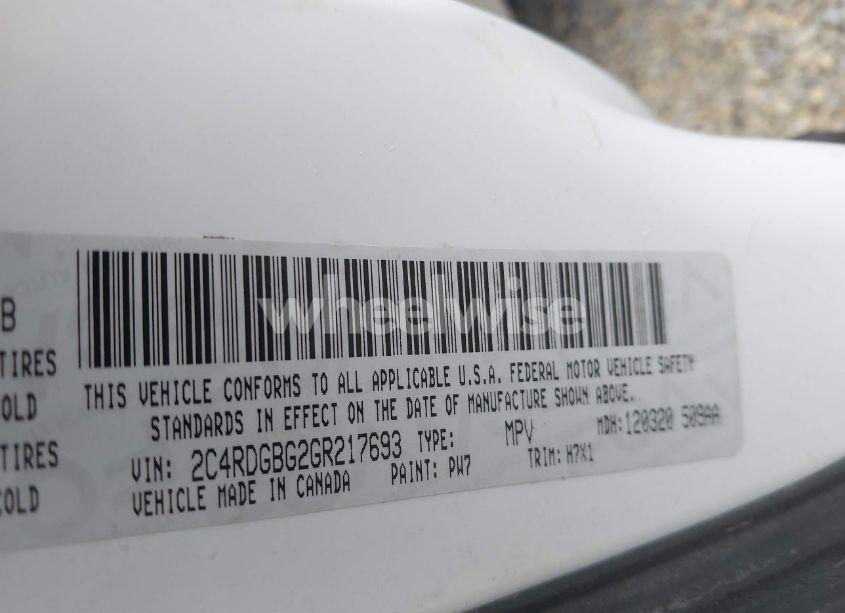 B
TIRES
OLD
TIRES
COLD
wheelwise
THIS VEHICLE CONFORMS TO ALL APPLICABLE U.S.A. FEDERAL MOTOR VEHICLE SAFETY
STANDARDS IN EFFECT ON THE DATE OF MANUFACTURE SHOWN ABOVE.
VIN: 2C4RDGBG2GR217693 TYPE: MPV MDH: 120320 509AA
VEHICLE MADE IN CANADA PAINT: PW7 TRIM: H7X1